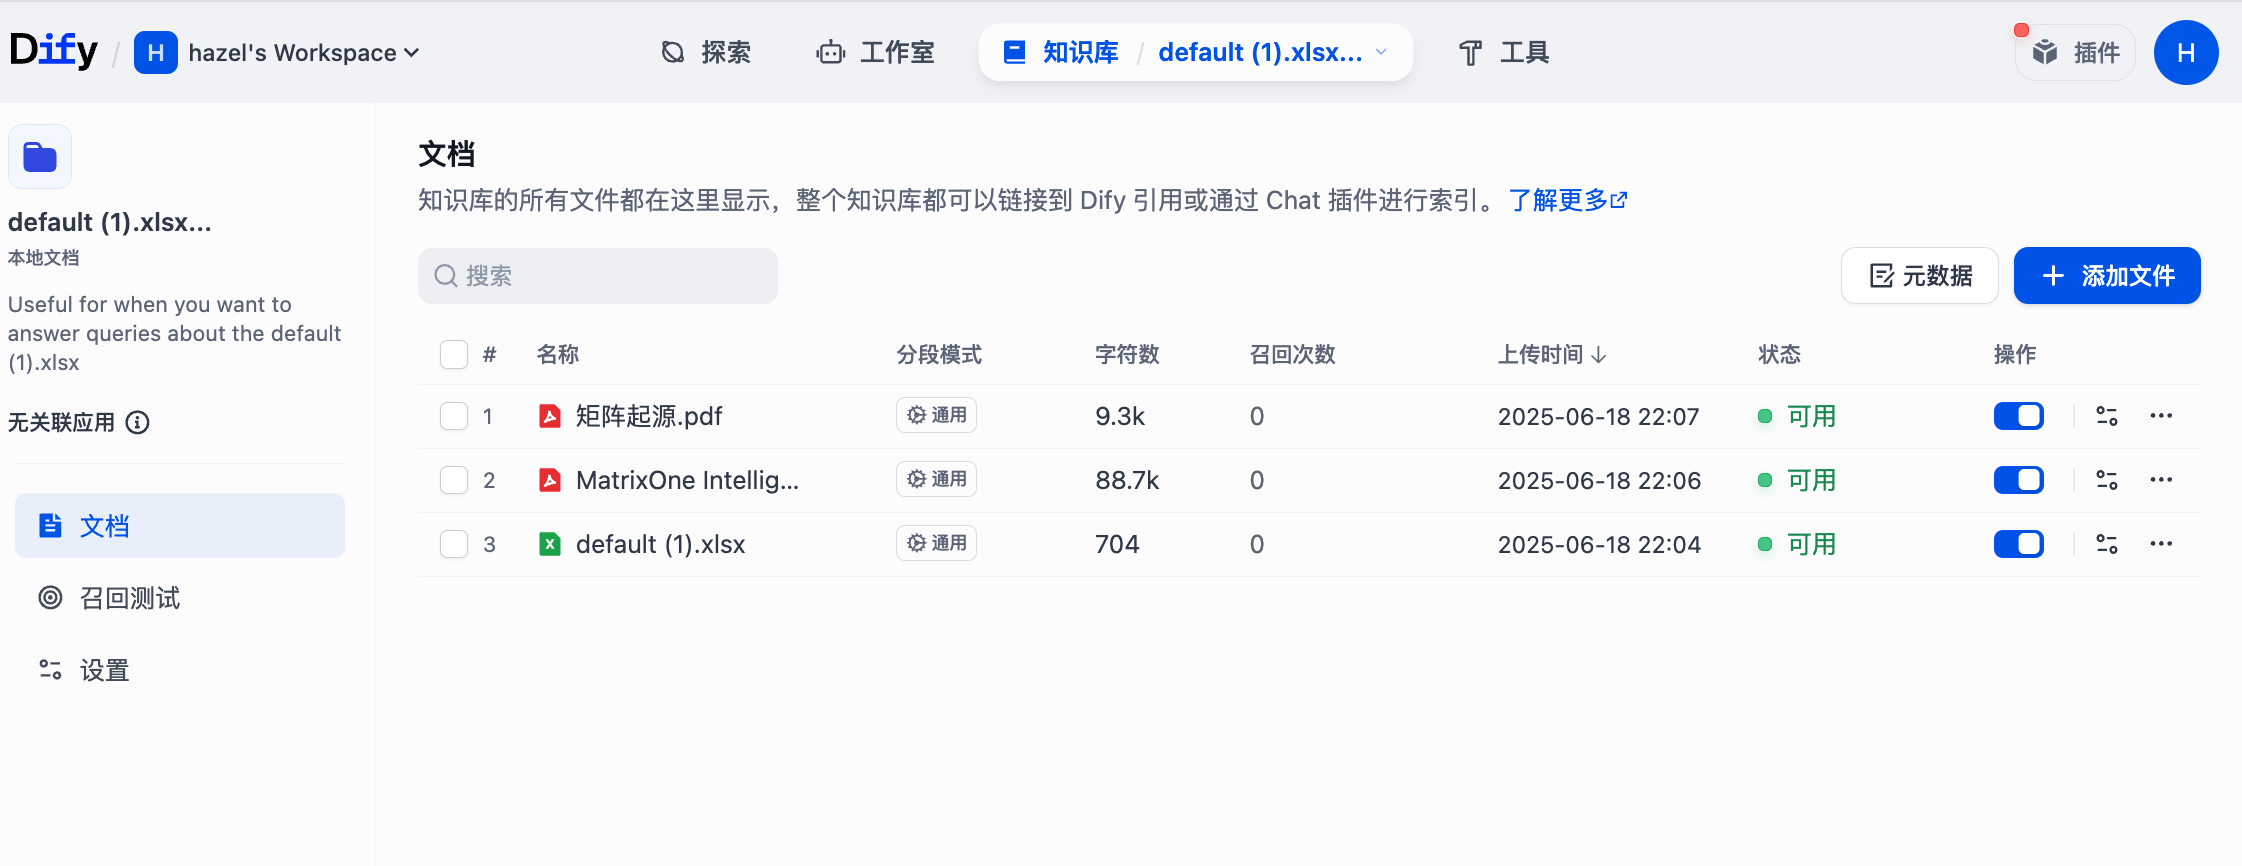 Dify / H hazel's Workspace 探索 工作室 知识库 / default (1).xlsx... 工具 插件 H
default (1).xlsx...
本地文档
Useful for when you want to
answer queries about the default
(1).xlsx
无关联应用
文档
召回测试
设置
文档
知识库的所有文件都在这里显示，整个知识库都可以链接到 Dify 引用或通过 Chat 插件进行索引。 了解更多
搜索 元数据 添加文件
# 名称 分段模式 字符数 召回次数 上传时间 状态 操作
1 矩阵起源.pdf 通用 9.3k 0 2025-06-18 22:07 可用
2 MatrixOne Intellig... 通用 88.7k 0 2025-06-18 22:06 可用
3 default (1).xlsx 通用 704 0 2025-06-18 22:04 可用